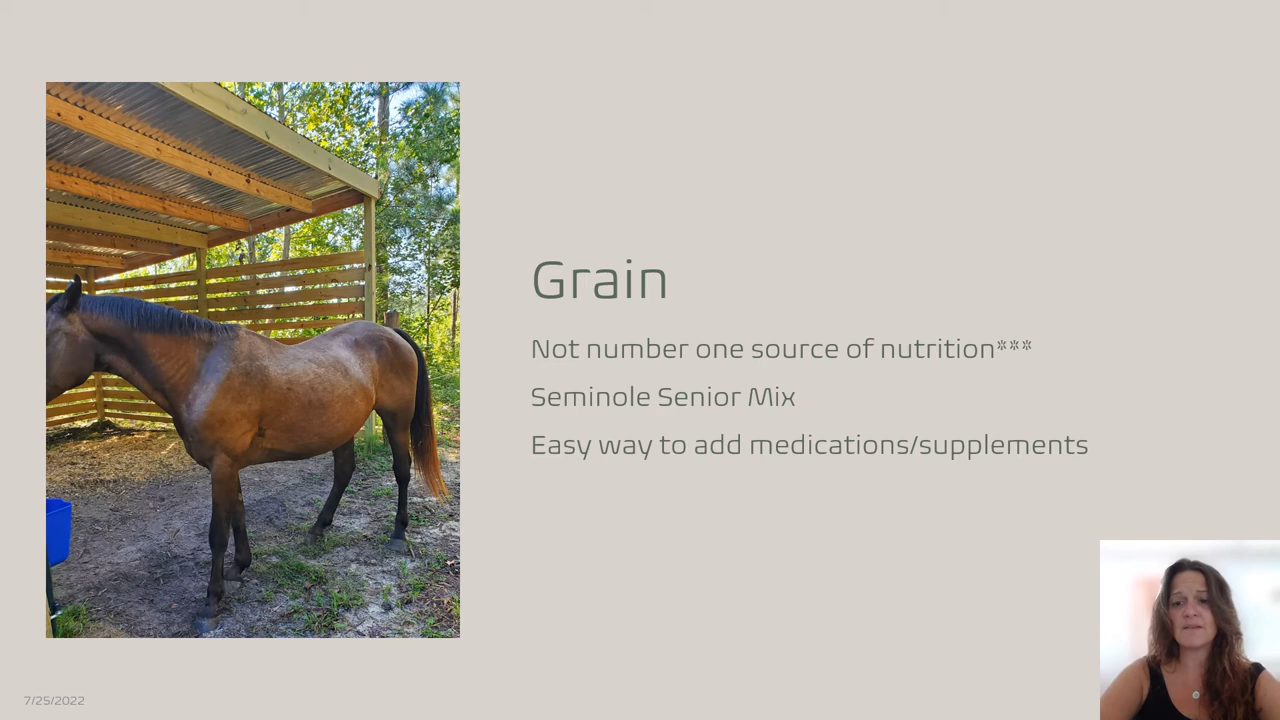 Grain
Not number one source of nutrition***
Seminole Senior Mix
Easy way to add medications/supplements
7/25/2022